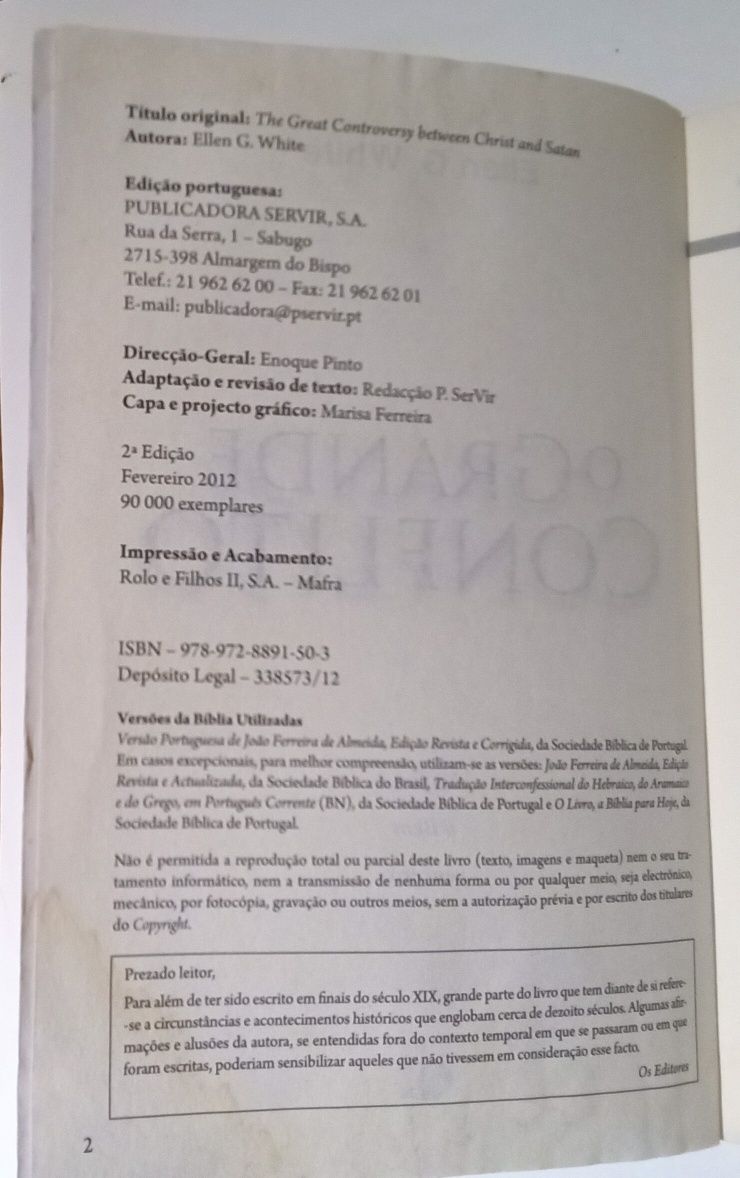 Título original: The Great Controversy between Christ and Satan
Autora: Ellen G. White
Edição portuguesa:
PUBLICADORA SERVIR, S.A.
Rua da Serra, 1 – Sabugo
2715-398 Almargem do Bispo
Telef.: 21 962 62 00 – Fax: 21 962 62 01
E-mail: publicadora@pservir.pt
Direcção-Geral: Enoque Pinto
Adaptação e revisão de texto: Redacção P. SerVir
Capa e projecto gráfico: Marisa Ferreira
2ª Edição
Fevereiro 2012
90 000 exemplares
Impressão e Acabamento:
Rolo e Filhos II, S.A. – Mafra
ISBN – 978-972-8891-50-3
Depósito Legal – 338573/12
Versões da Bíblia Utilizadas
Versão Portuguesa de João Ferreira de Almeida, Edição Revista e Corrigida, da Sociedade Bíblica de Portugal.
Em casos excepcionais, para melhor compreensão, utilizam-se as versões: João Ferreira de Almeida, Edição
Revista e Actualizada, da Sociedade Bíblica do Brasil, Tradução Interconfessional do Hebraico, do Aramaico
e do Grego, em Português Corrente (BN), da Sociedade Bíblica de Portugal e O Livro, a Bíblia para Hoje, da
Sociedade Bíblica de Portugal.
Não é permitida a reprodução total ou parcial deste livro (texto, imagens e maqueta) nem o seu tra-
tamento informático, nem a transmissão de nenhuma forma ou por qualquer meio, seja electrónico,
mecânico, por fotocópia, gravação ou outros meios, sem a autorização prévia e por escrito dos titulares
do Copyright.
Prezado leitor,
Para além de ter sido escrito em finais do século XIX, grande parte do livro que tem diante de si refere-
-se a circunstâncias e acontecimentos históricos que englobam cerca de dezoito séculos. Algumas afir-
mações e alusões da autora, se entendidas fora do contexto temporal em que se passaram ou em que
foram escritas, poderiam sensibilizar aqueles que não tivessem em consideração esse facto.
Os Editores
2
O GRANDE
CONFLITO
Ellen G. White